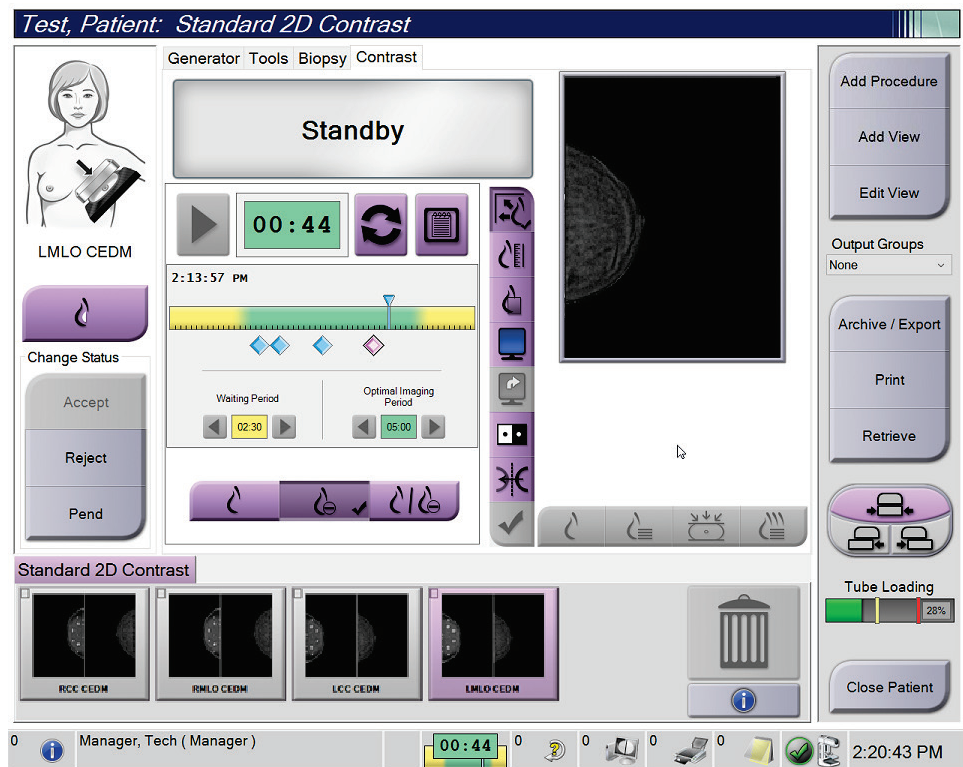 Test, Patient: Standard 2D Contrast
Generator Tools Biopsy Contrast
Standby
LMLO CEDM
00:44
2:13:57 PM
Waiting Period
Optimal Imaging
Period
02:30
05:00
Change Status
Accept
Reject
Pend
Add Procedure
Add View
Edit View
Output Groups
None
Archive / Export
Print
Retrieve
Tube Loading
28%
Close Patient
Standard 2D Contrast
RCC CEDM
RMLO CEDM
LCC CEDM
LMLO CEDM
0
Manager, Tech ( Manager )
00:44
0
0
0
0
2:20:43 PM